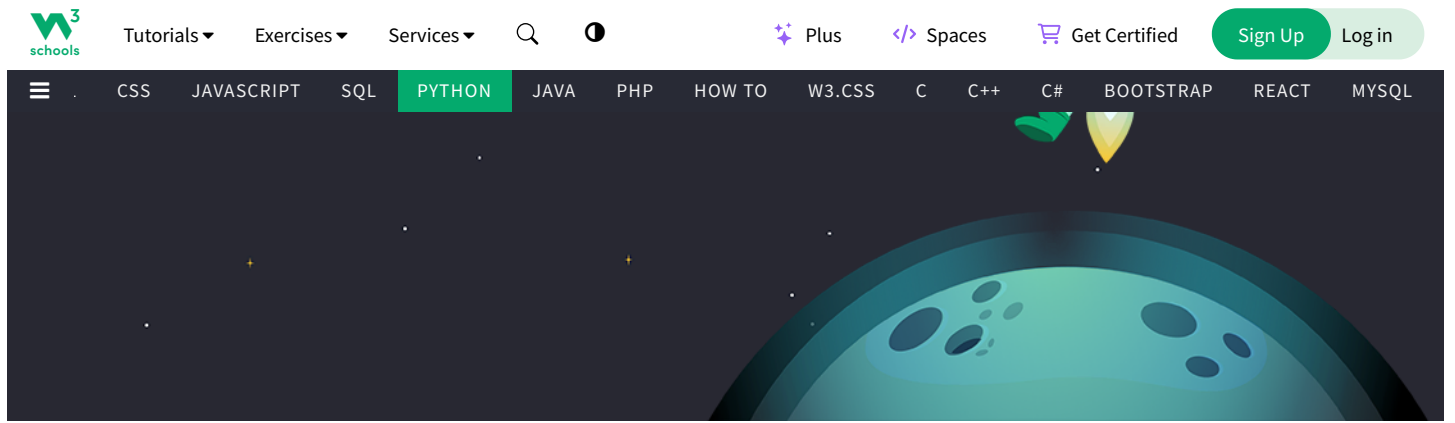 W3
schools
Tutorials Exercises Services Plus Spaces Get Certified Sign Up Log in
CSS JAVASCRIPT SQL PYTHON JAVA PHP HOW TO W3.CSS C C++ C# BOOTSTRAP REACT MYSQL